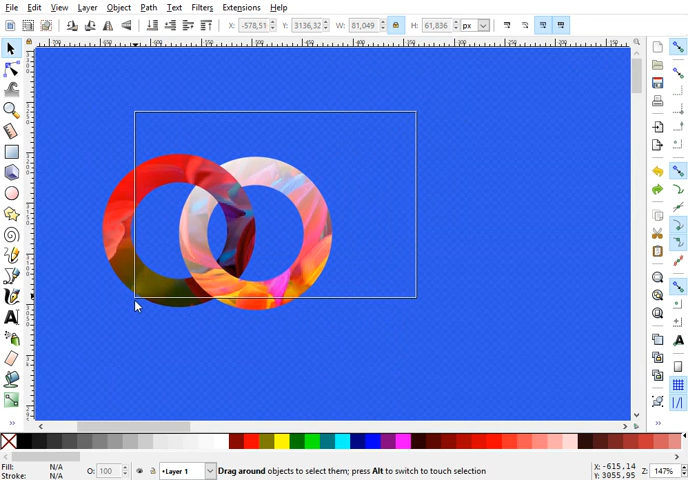 File Edit View Layer Object Path Text Filters Extensions Help
X: -578,51 Y: 3136,32 W: 81,049 H: 61,836 px
Fill: N/A
Stroke: N/A
O: 100
•Layer 1
Drag around objects to select them; press Alt to switch to touch selection
X: -615,14
Y: 3055,95
Z: 147%